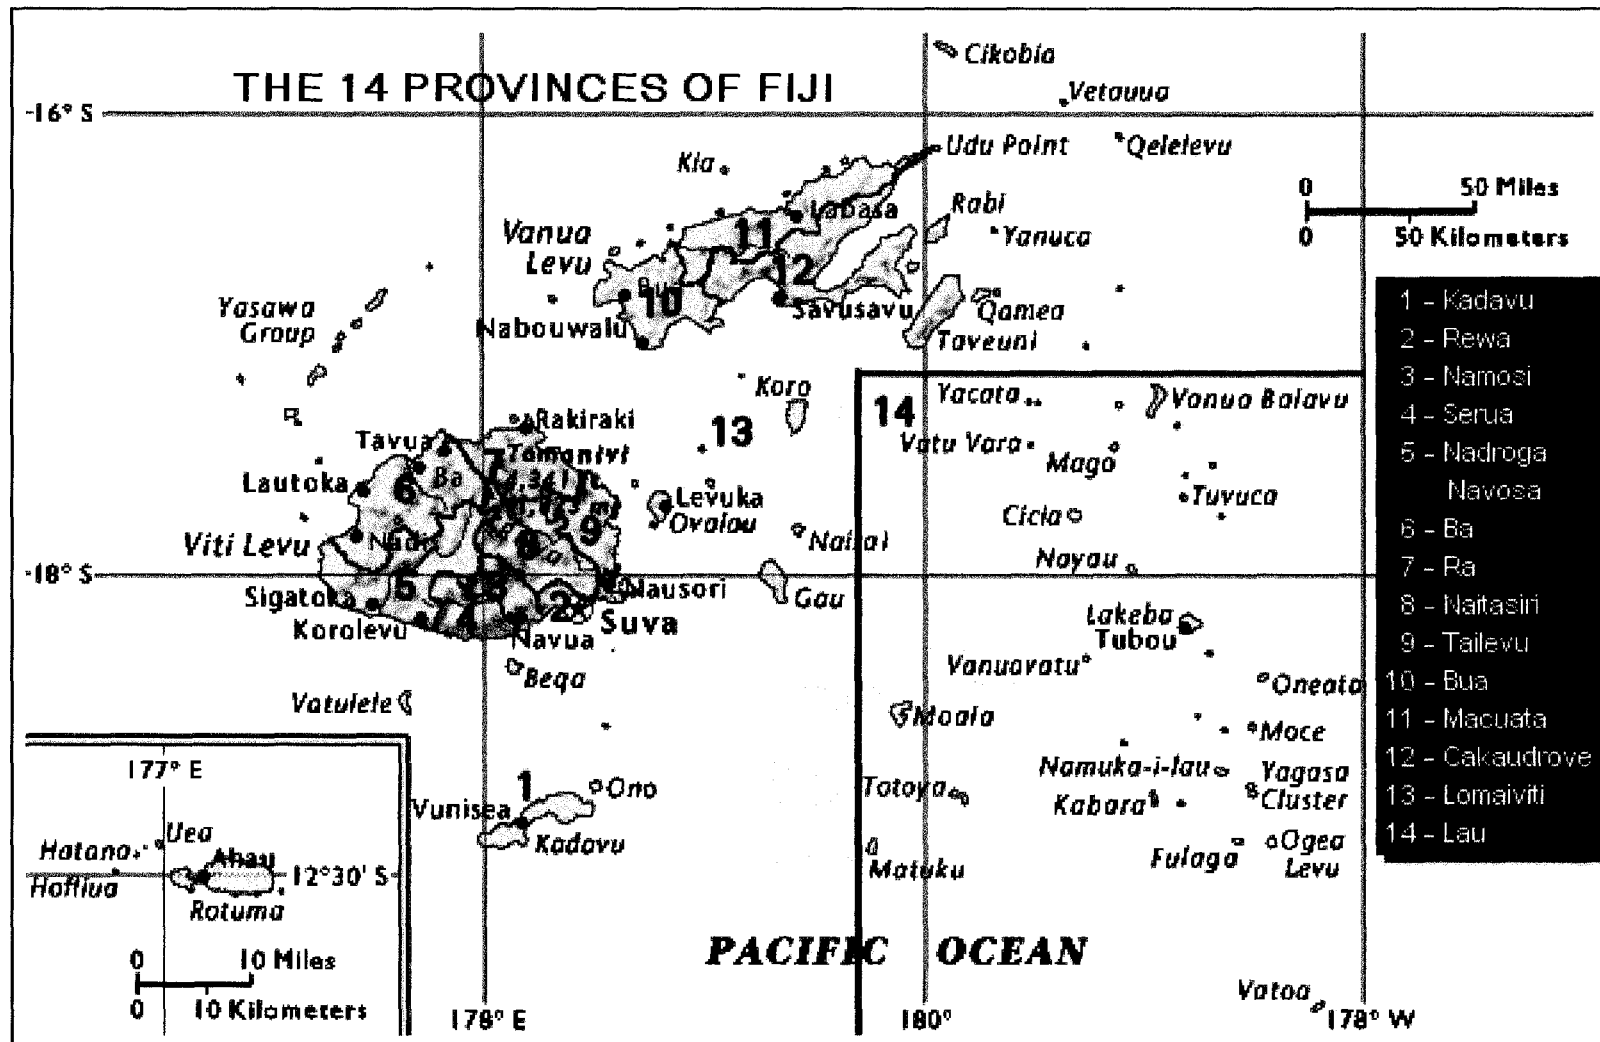 THE 14 PROVINCES OF FIJI
Cikobia
Vetauua
-16° S
Udu Point
Qelelevu
Kia
0 50 Miles
0 50 Kilometers
Labasa
Rabi
Yanuca
Vanua
Levu
11
12
10
Savusavu
Nabouwalu
Qamea
Taveuni
Yasawa
Group
Koro
13
14
Yacata
Vanua Balavu
Vatu Vara
Mago
Tuvuca
Cicia
Nayau
Rakiraki
Tavua
Tomanivi
7
Ba
6
Lautoka
Levuka
Ovalau
9
8
Nadi
Viti Levu
Nairai
-18° S
5
3
2
4
Nausori
Gau
Sigatoka
Korolevu
Suva
Navua
Beqa
Lakeba
Tubou
Vanuavatu
Oneata
Vatulele
Moala
Moce
Namuka-i-lau
Yagasa
Cluster
Totoya
Kabara
1
Ono
Vunisea
Kadavu
Matuku
Fulaga
Ogea
Levu
177° E
Uea
Hatana
Ahau
12°30' S
Rotuma
0 10 Miles
0 10 Kilometers
PACIFIC OCEAN
Vatoa
178° E
180°
178° W
1 - Kadavu
2 - Rewa
3 - Namosi
4 - Serua
5 - Nadroga
Navosa
6 - Ba
7 - Ra
8 - Naitasiri
9 - Tailevu
10 - Bua
11 - Macuata
12 - Cakaudrove
13 - Lomaiviti
14 - Lau